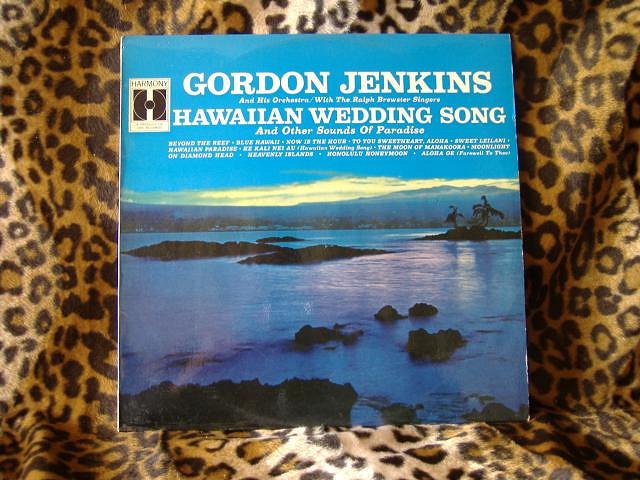 HARMONY
GORDON JENKINS
And His Orchestra/With The Ralph Brewster Singers
HAWAIIAN WEDDING SONG
And Other Sounds Of Paradise
BEYOND THE REEF • BLUE HAWAII • NOW IS THE HOUR • TO YOU SWEETHEART, ALOHA • SWEET LEILANI •
HAWAIIAN PARADISE • KE KALI NEI AU (Hawaiian Wedding Song) • THE MOON OF MANAKOORA • MOONLIGHT
ON DIAMOND HEAD • HEAVENLY ISLANDS • HONOLULU HONEYMOON • ALOHA OE (Farewell To Thee)